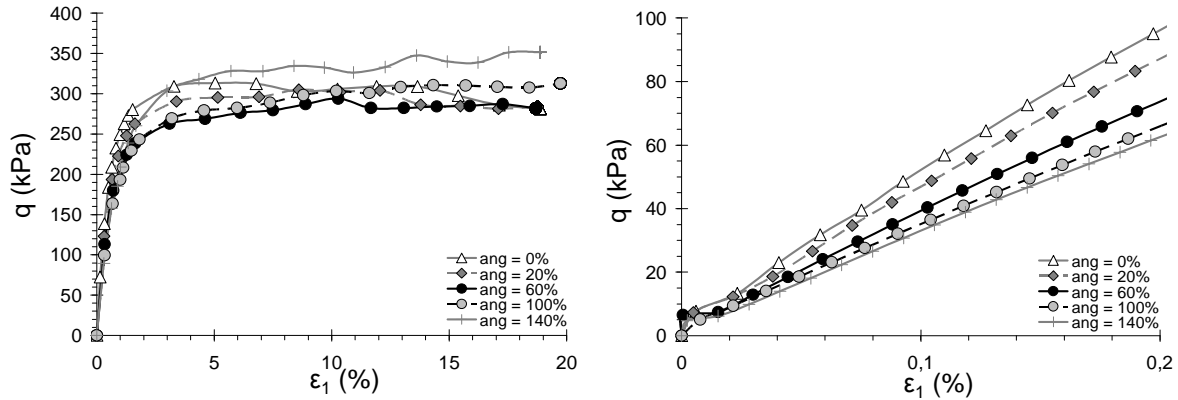 400
350
300
250
200
150
100
50
0
q (kPa)
0
5
10
15
20
ε1 (%)
ang = 0%
ang = 20%
ang = 60%
ang = 100%
ang = 140%
100
80
60
40
20
0
q (kPa)
0
0,1
0,2
ε1 (%)
ang = 0%
ang = 20%
ang = 60%
ang = 100%
ang = 140%